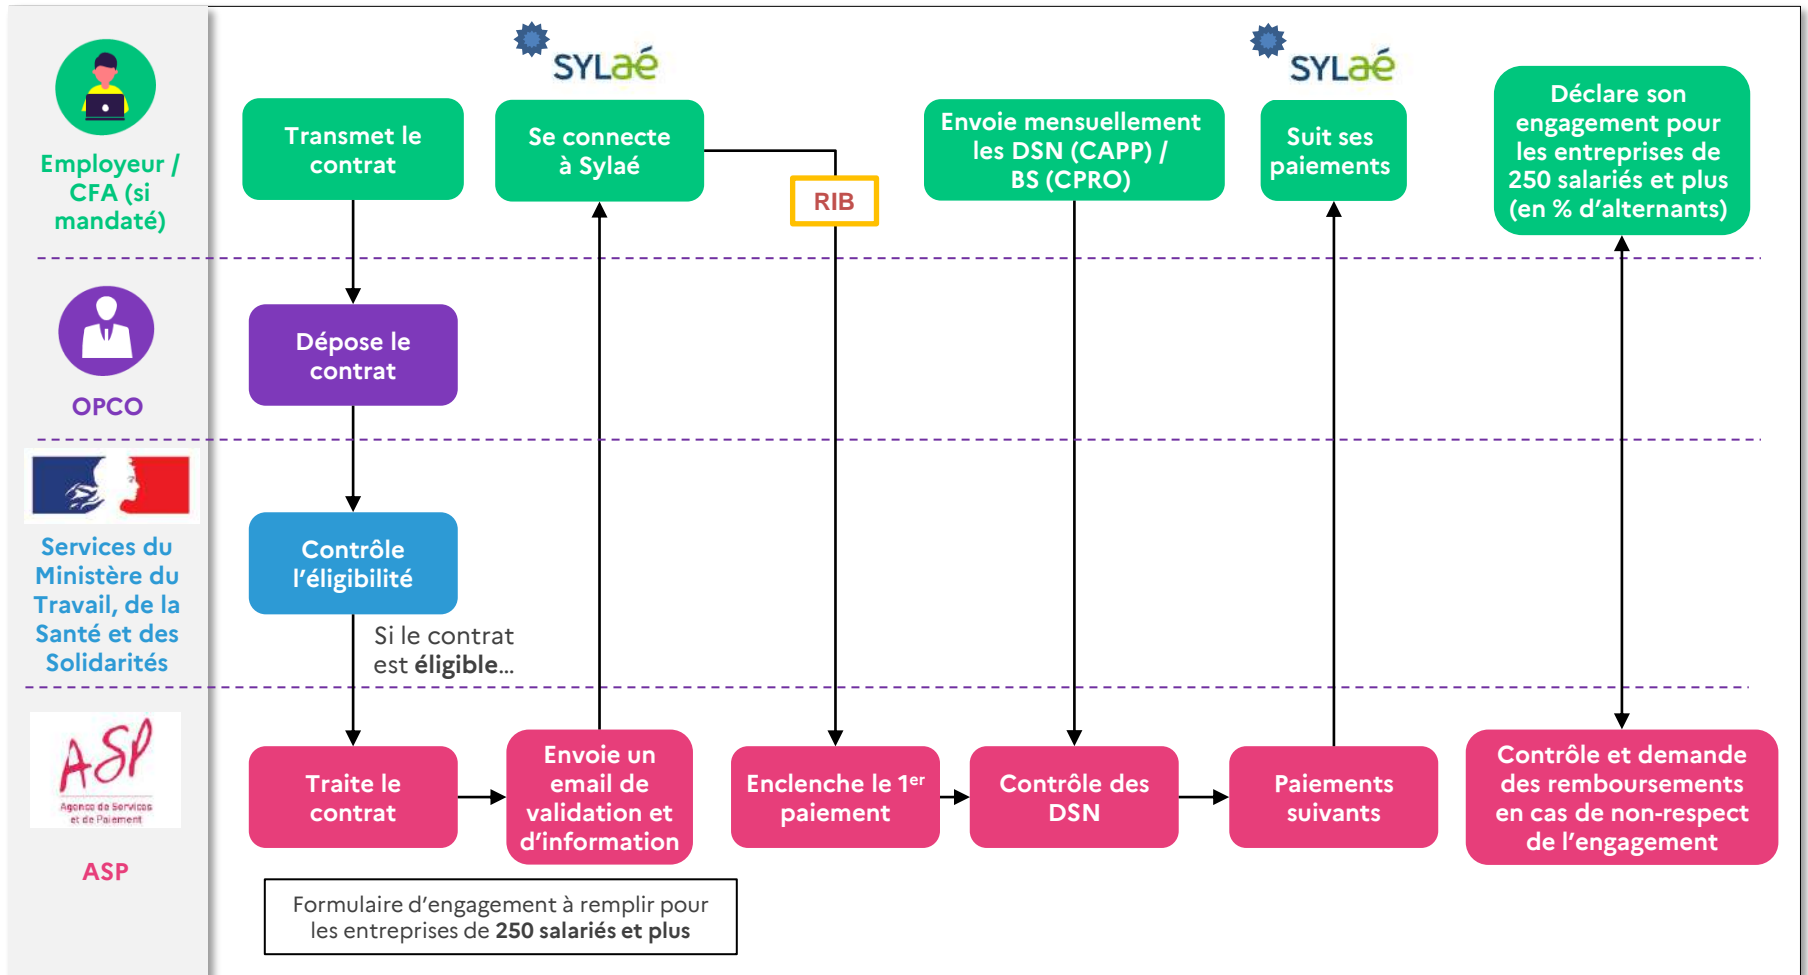 SYLaé
SYLaé
Employeur /
CFA (si
mandaté)
Transmet le
contrat
Se connecte
à Sylaé
RIB
Envoie mensuellement
les DSN (CAPP) /
BS (CPRO)
Suit ses
paiements
Déclare son
engagement pour
les entreprises de
250 salariés et plus
(en % d'alternants)
OPCO
Dépose le
contrat
Services du
Ministère du
Travail, de la
Santé et des
Solidarités
Contrôle
l'éligibilité
Si le contrat
est éligible...
ASP
Agence de Services
et de Paiement
ASP
Traite le
contrat
Envoie un
email de
validation et
d'information
Enclenche le 1er
paiement
Contrôle des
DSN
Paiements
suivants
Contrôle et demande
des remboursements
en cas de non-respect
de l'engagement
Formulaire d'engagement à remplir pour
les entreprises de 250 salariés et plus